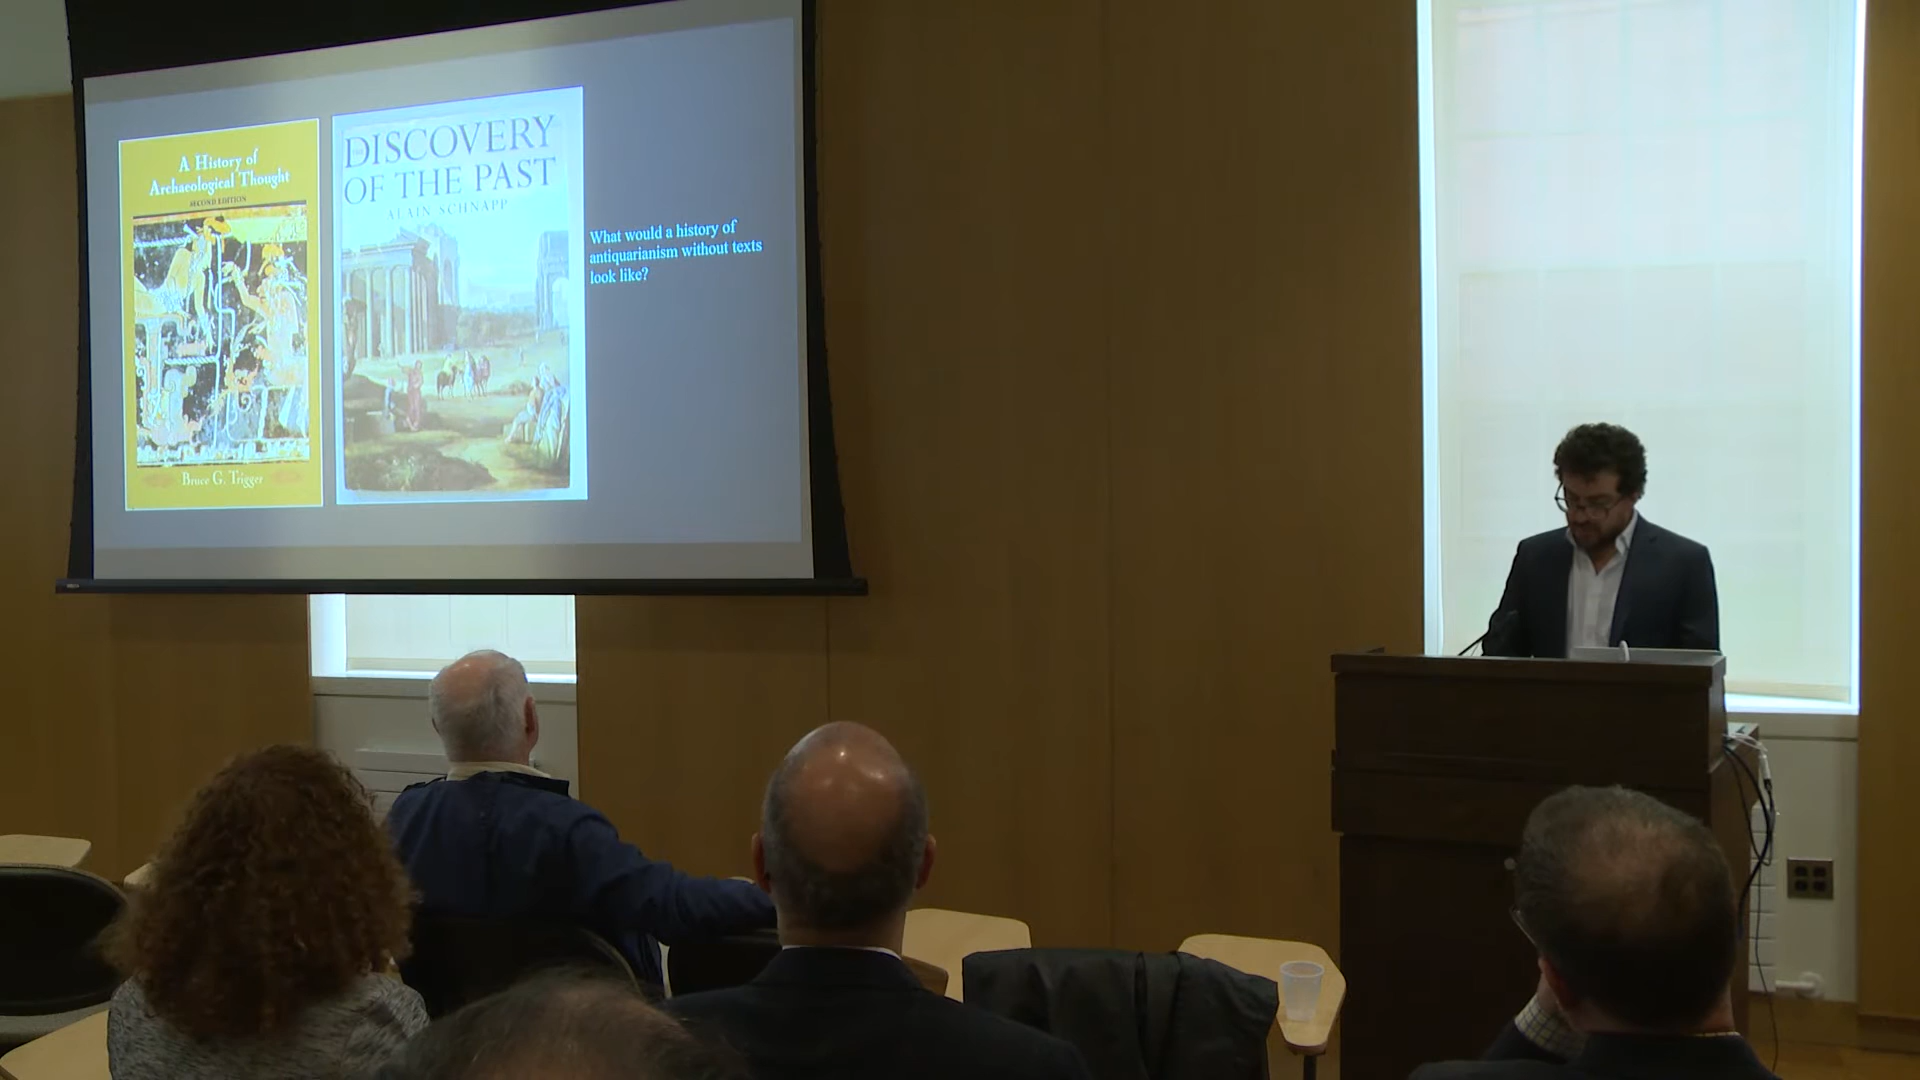 A History of
Archaeological Thought
SECOND EDITION
Bruce G. Trigger
THE
DISCOVERY
OF THE PAST
ALAIN SCHNAPP
What would a history of
antiquarianism without texts
look like?